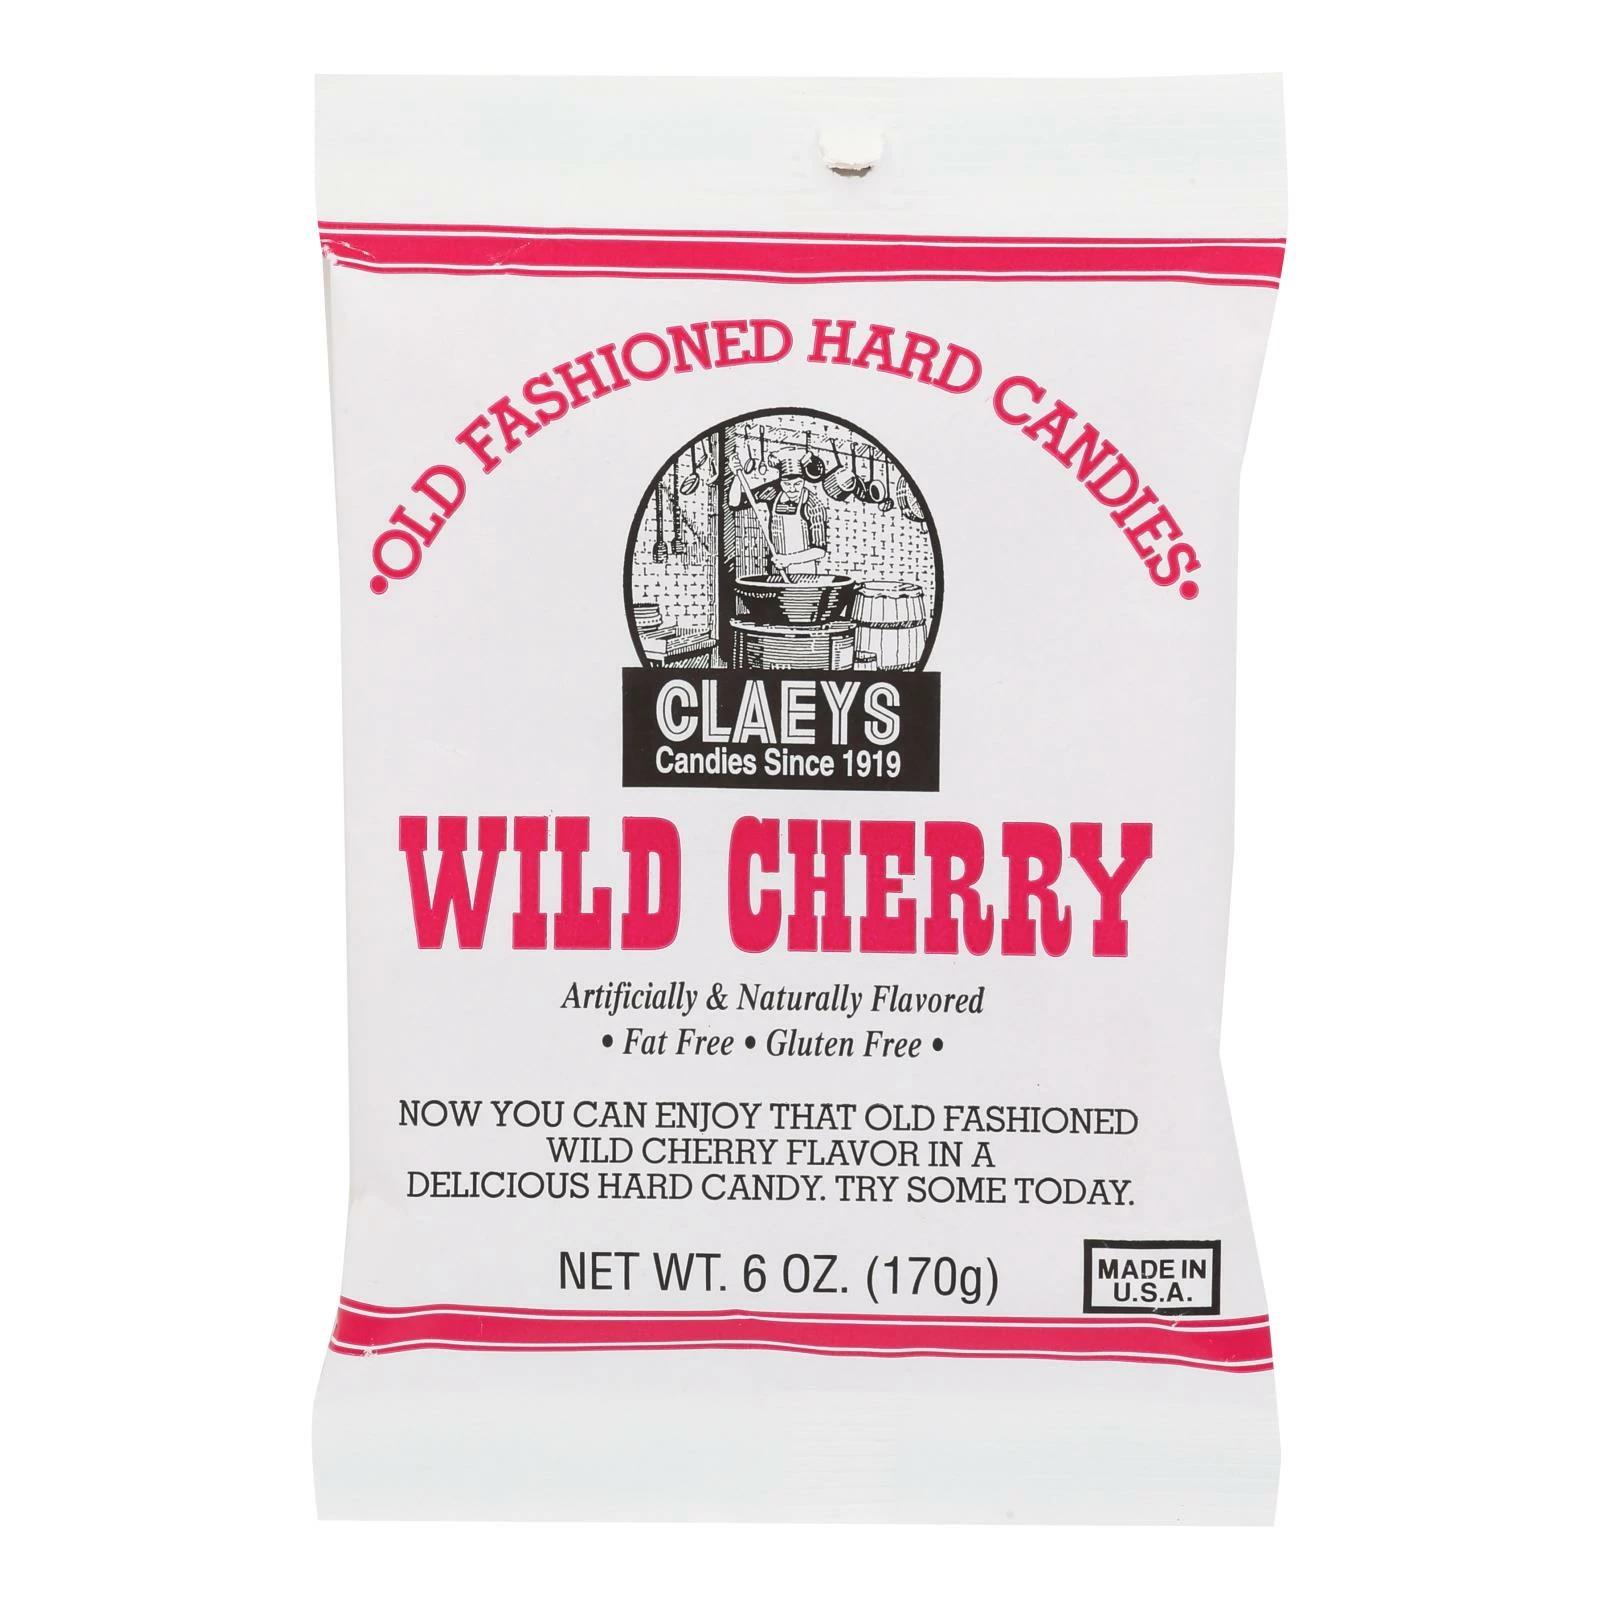 •OLD FASHIONED HARD CANDIES•
CLAEYS
Candies Since 1919
WILD CHERRY
Artificially & Naturally Flavored
• Fat Free • Gluten Free •
NOW YOU CAN ENJOY THAT OLD FASHIONED
WILD CHERRY FLAVOR IN A
DELICIOUS HARD CANDY. TRY SOME TODAY.
NET WT. 6 OZ. (170g)
MADE IN
U.S.A.